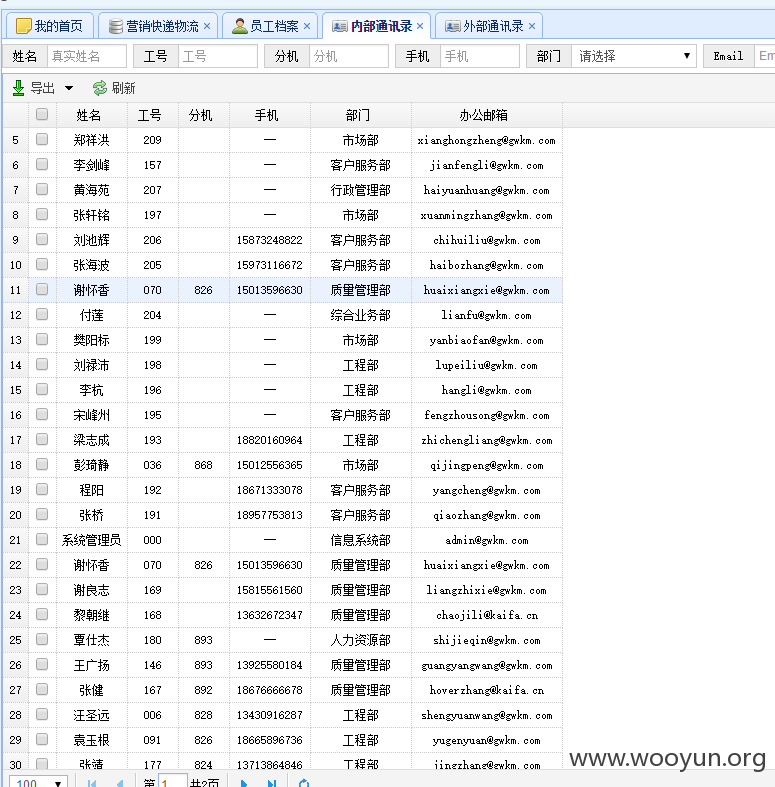 我的首页 营销快递物流 × 员工档案 × 内部通讯录 × 外部通讯录 ×
姓名 真实姓名 工号 工号 分机 分机 手机 手机 部门 请选择 ▼ Email Em
导出 ▼ 刷新
姓名 工号 分机 手机 部门 办公邮箱
5 郑祥洪 209 — 市场部 xianghongzheng@gwkm.com
6 李剑峰 157 — 客户服务部 jianfengli@gwkm.com
7 黄海苑 207 — 行政管理部 haiyuanhuang@gwkm.com
8 张轩铭 197 — 市场部 xuanmingzhang@gwkm.com
9 刘池辉 206 15873248822 客户服务部 chihuiliu@gwkm.com
10 张海波 205 15973116672 客户服务部 haibozhang@gwkm.com
11 谢怀香 070 826 15013596630 质量管理部 huaixiangxie@gwkm.com
12 付莲 204 — 综合业务部 lianfu@gwkm.com
13 樊阳标 199 — 市场部 yanbiaofan@gwkm.com
14 刘禄沛 198 — 工程部 lupeiliu@gwkm.com
15 李杭 196 — 工程部 hangli@gwkm.com
16 宋峰州 195 — 客户服务部 fengzhousong@gwkm.com
17 梁志成 193 18820160964 工程部 zhichengliang@gwkm.com
18 彭琦静 036 868 15012556365 市场部 qijingpeng@gwkm.com
19 程阳 192 18671333078 客户服务部 yangcheng@gwkm.com
20 张桥 191 18957753813 客户服务部 qiaozhang@gwkm.com
21 系统管理员 000 — 信息系统部 admin@gwkm.com
22 谢怀香 070 826 15013596630 质量管理部 huaixiangxie@gwkm.com
23 谢良志 169 15815561560 质量管理部 liangzhixie@gwkm.com
24 黎朝继 168 13632672347 质量管理部 chaojili@kaifa.cn
25 覃仕杰 180 893 — 人力资源部 shijieqin@gwkm.com
26 王广扬 146 893 13925580184 质量管理部 guangyangwang@gwkm.com
27 张健 167 892 18676666678 质量管理部 hoverzhang@kaifa.cn
28 汪圣远 006 828 13430916287 工程部 shengyuanwang@gwkm.com
29 袁玉根 091 826 18665896736 工程部 yugenyuan@gwkm.com
30 张靖 177 824 13713864846 工程部 jingzhang@gwkm.com
www.wooyun.org
100 ▼ 第 1 共2页